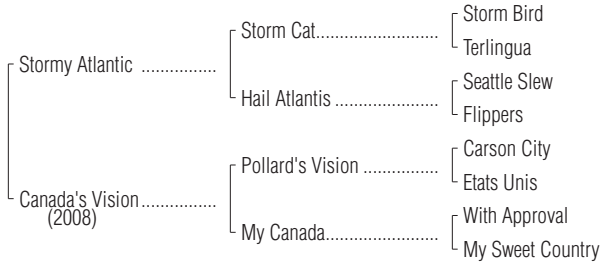 Storm Bird
Storm Cat........................
Terlingua
Stormy Atlantic ...............
Seattle Slew
Hail Atlantis ....................
Flippers
Carson City
Pollard's Vision ...............
Etats Unis
Canada's Vision...............
(2008)
With Approval
My Canada......................
My Sweet Country